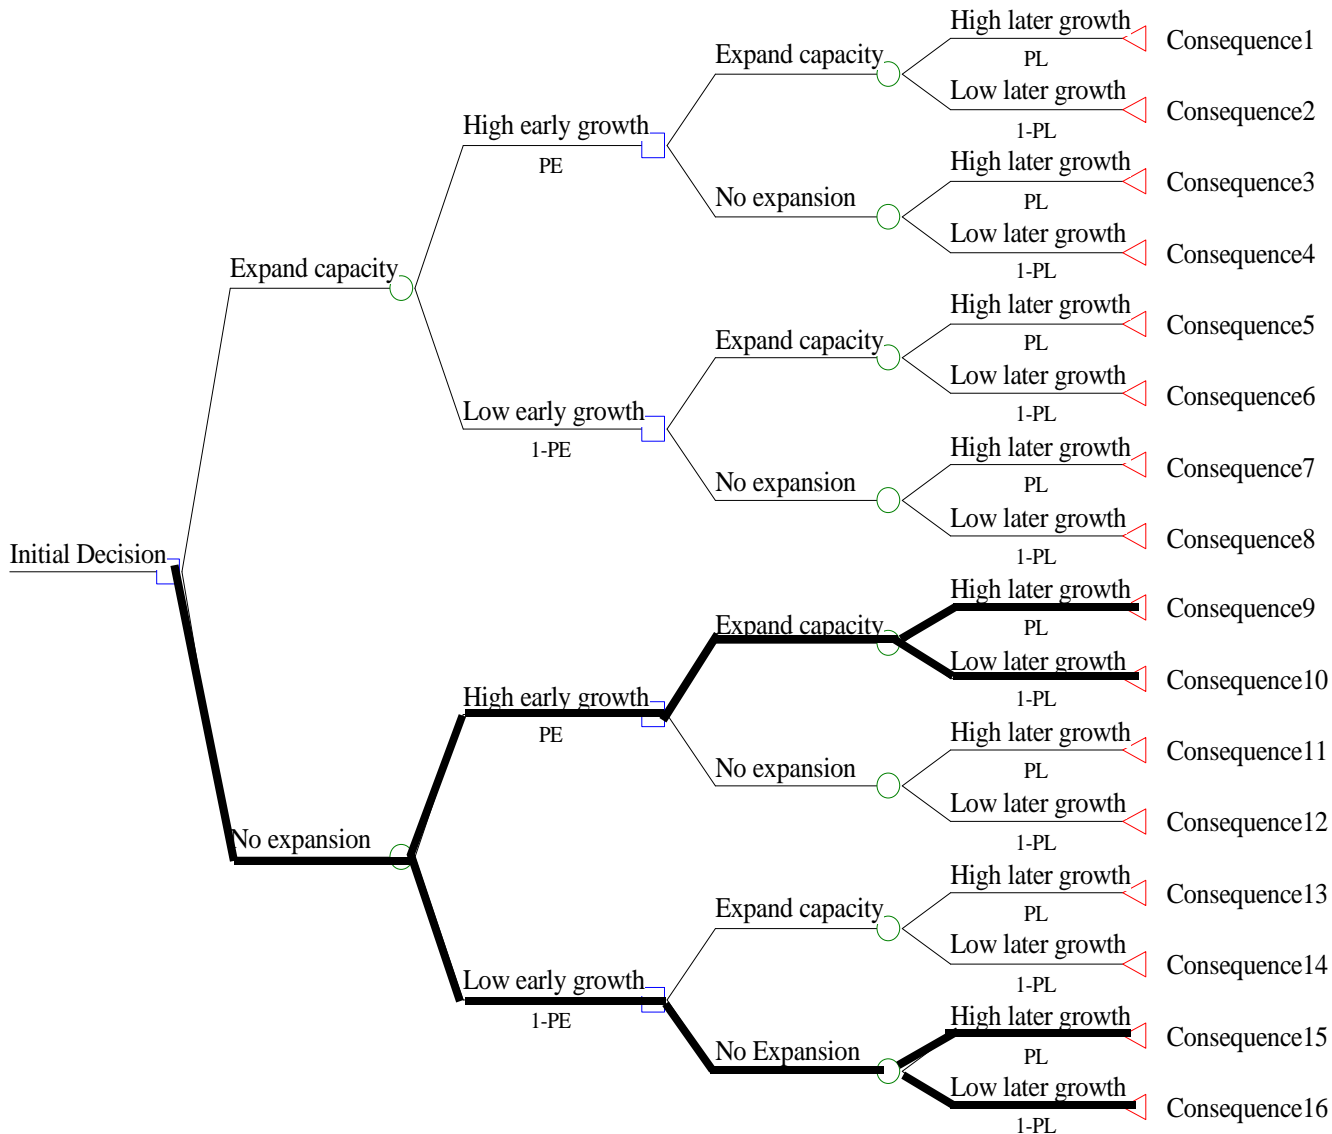 High later growth
Consequence1
PL
Expand capacity
Low later growth
Consequence2
1-PL
High early growth
PE
High later growth
Consequence3
PL
No expansion
Low later growth
Consequence4
1-PL
Expand capacity
High later growth
Consequence5
PL
Expand capacity
Low later growth
Consequence6
1-PL
Low early growth
1-PE
High later growth
Consequence7
PL
No expansion
Low later growth
Consequence8
1-PL
Initial Decision
High later growth
Consequence9
PL
Expand capacity
Low later growth
Consequence10
1-PL
High early growth
PE
High later growth
Consequence11
PL
No expansion
Low later growth
Consequence12
1-PL
No expansion
High later growth
Consequence13
PL
Expand capacity
Low later growth
Consequence14
1-PL
Low early growth
1-PE
High later growth
Consequence15
PL
No Expansion
Low later growth
Consequence16
1-PL